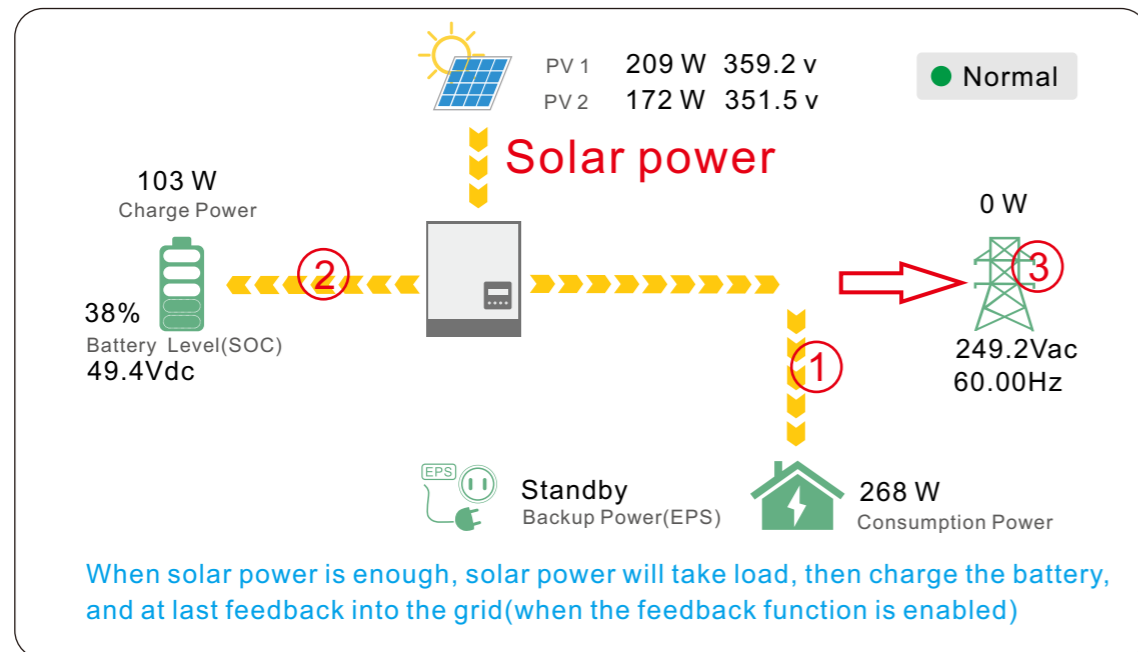 PV 1 209 W 359.2 v
PV 2 172 W 351.5 v
Normal
Solar power
103 W
Charge Power
0 W
2
3
38%
Battery Level(SOC)
49.4Vdc
1
249.2Vac
60.00Hz
EPS
Standby
Backup Power(EPS)
268 W
Consumption Power
When solar power is enough, solar power will take load, then charge the battery,
and at last feedback into the grid(when the feedback function is enabled)